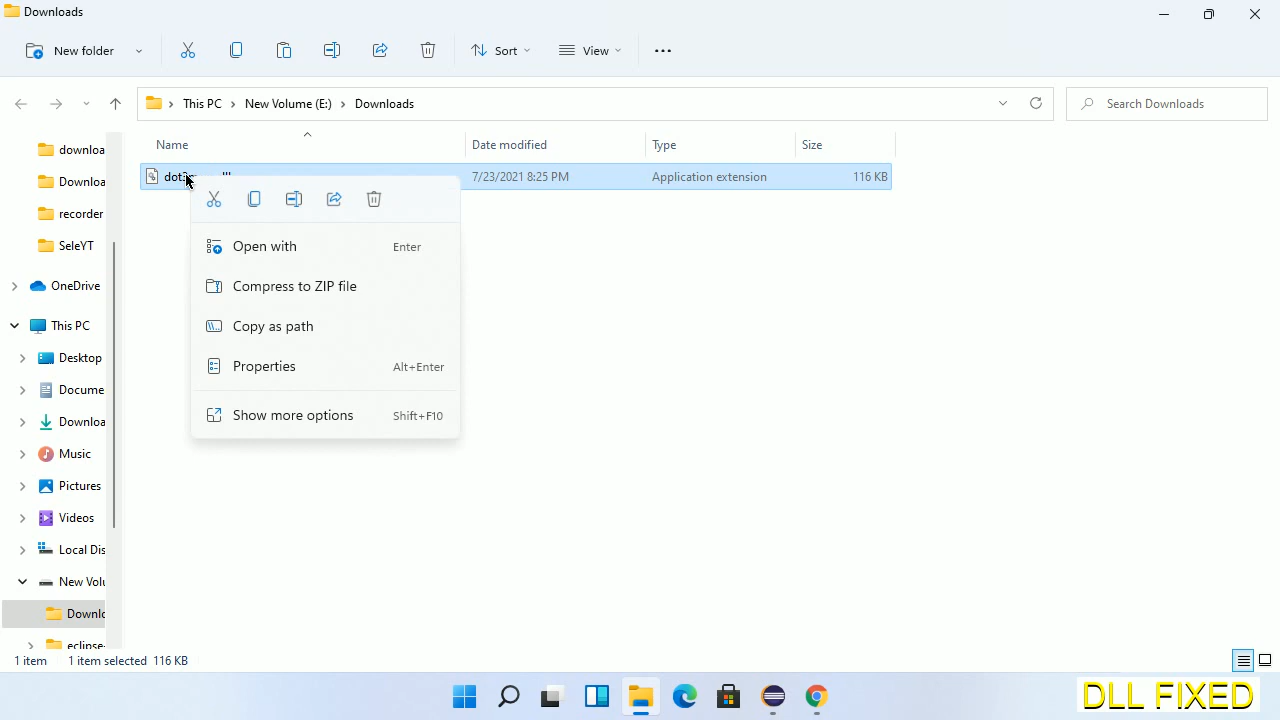 Downloads
New folder
Sort
View
This PC
New Volume (E:)
Downloads
Search Downloads
Name
Date modified
Type
Size
7/23/2021 8:25 PM
Application extension
116 KB
downloa
Downloa
recorder
SeleYT
OneDrive
This PC
Desktop
Docume
Downloa
Music
Pictures
Videos
Local Dis
New Volu
Downlo
eclipse-
Open with Enter
Compress to ZIP file
Copy as path
Properties Alt+Enter
Show more options Shift+F10
1 item 1 item selected 116 KB
DLL FIXED